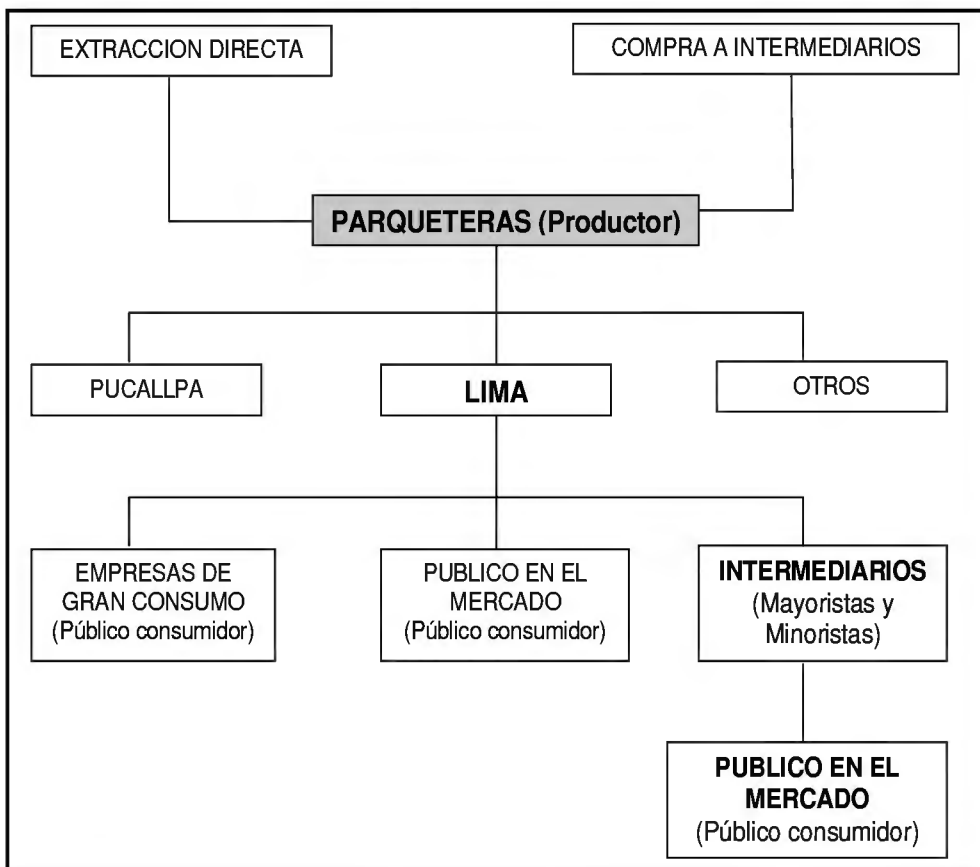 EXTRACCION DIRECTA
COMPRA A INTERMEDIARIOS
PARQUETERAS (Productor)
PUCALLPA
LIMA
OTROS
EMPRESAS DE
GRAN CONSUMO
(Público consumidor)
PUBLICO EN EL
MERCADO
(Público consumidor)
INTERMEDIARIOS
(Mayoristas y
Minoristas)
PUBLICO EN EL
MERCADO
(Público consumidor)